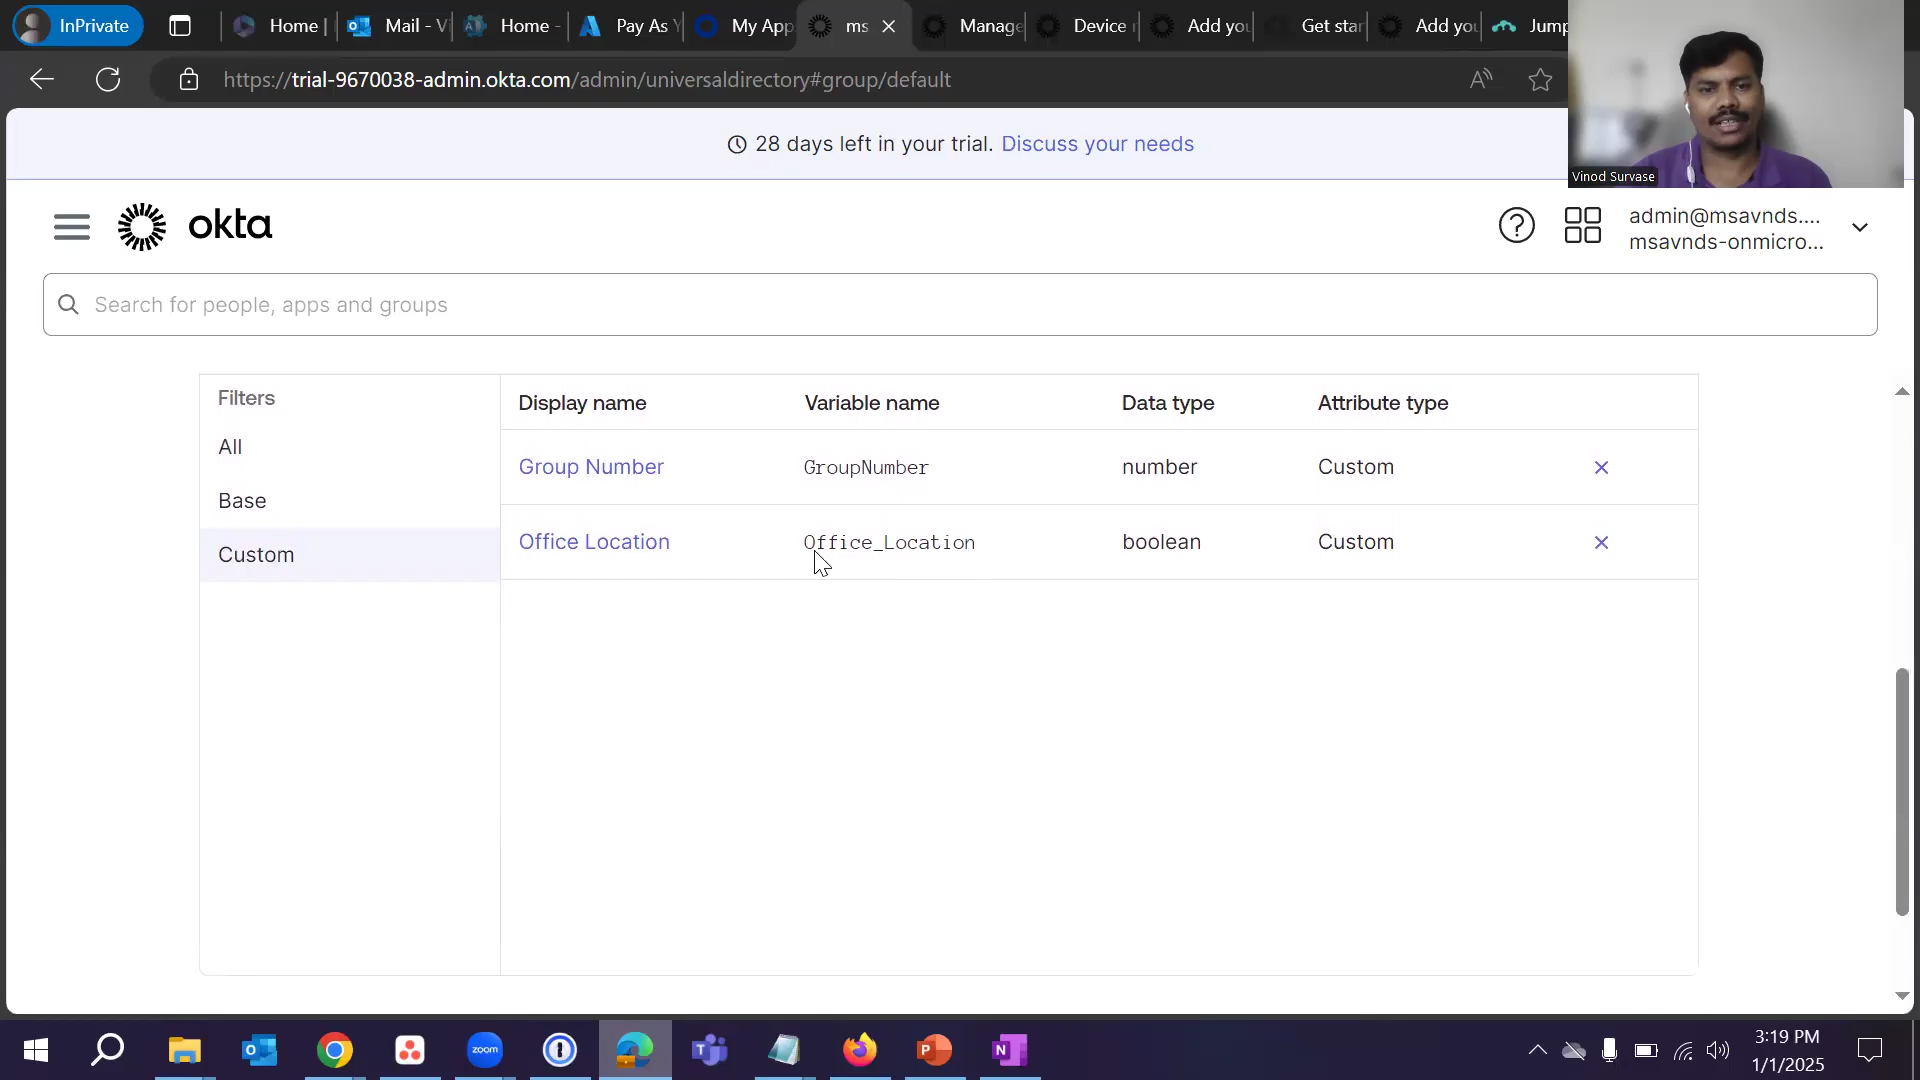 InPrivate
Home |
Mail - Vi
Home -
Pay As Y
My App
ms
Manage
Device r
Add you
Get star
Add you
Jump
https://trial-9670038-admin.okta.com/admin/universaldirectory#group/default
Vinod Survase
28 days left in your trial. Discuss your needs
okta
admin@msavnds....
msavnds-onmicro...
Search for people, apps and groups
Filters
All
Base
Custom
Display name Variable name Data type Attribute type
Group Number GroupNumber number Custom
Office Location Office_Location boolean Custom
zoom
3:19 PM
1/1/2025